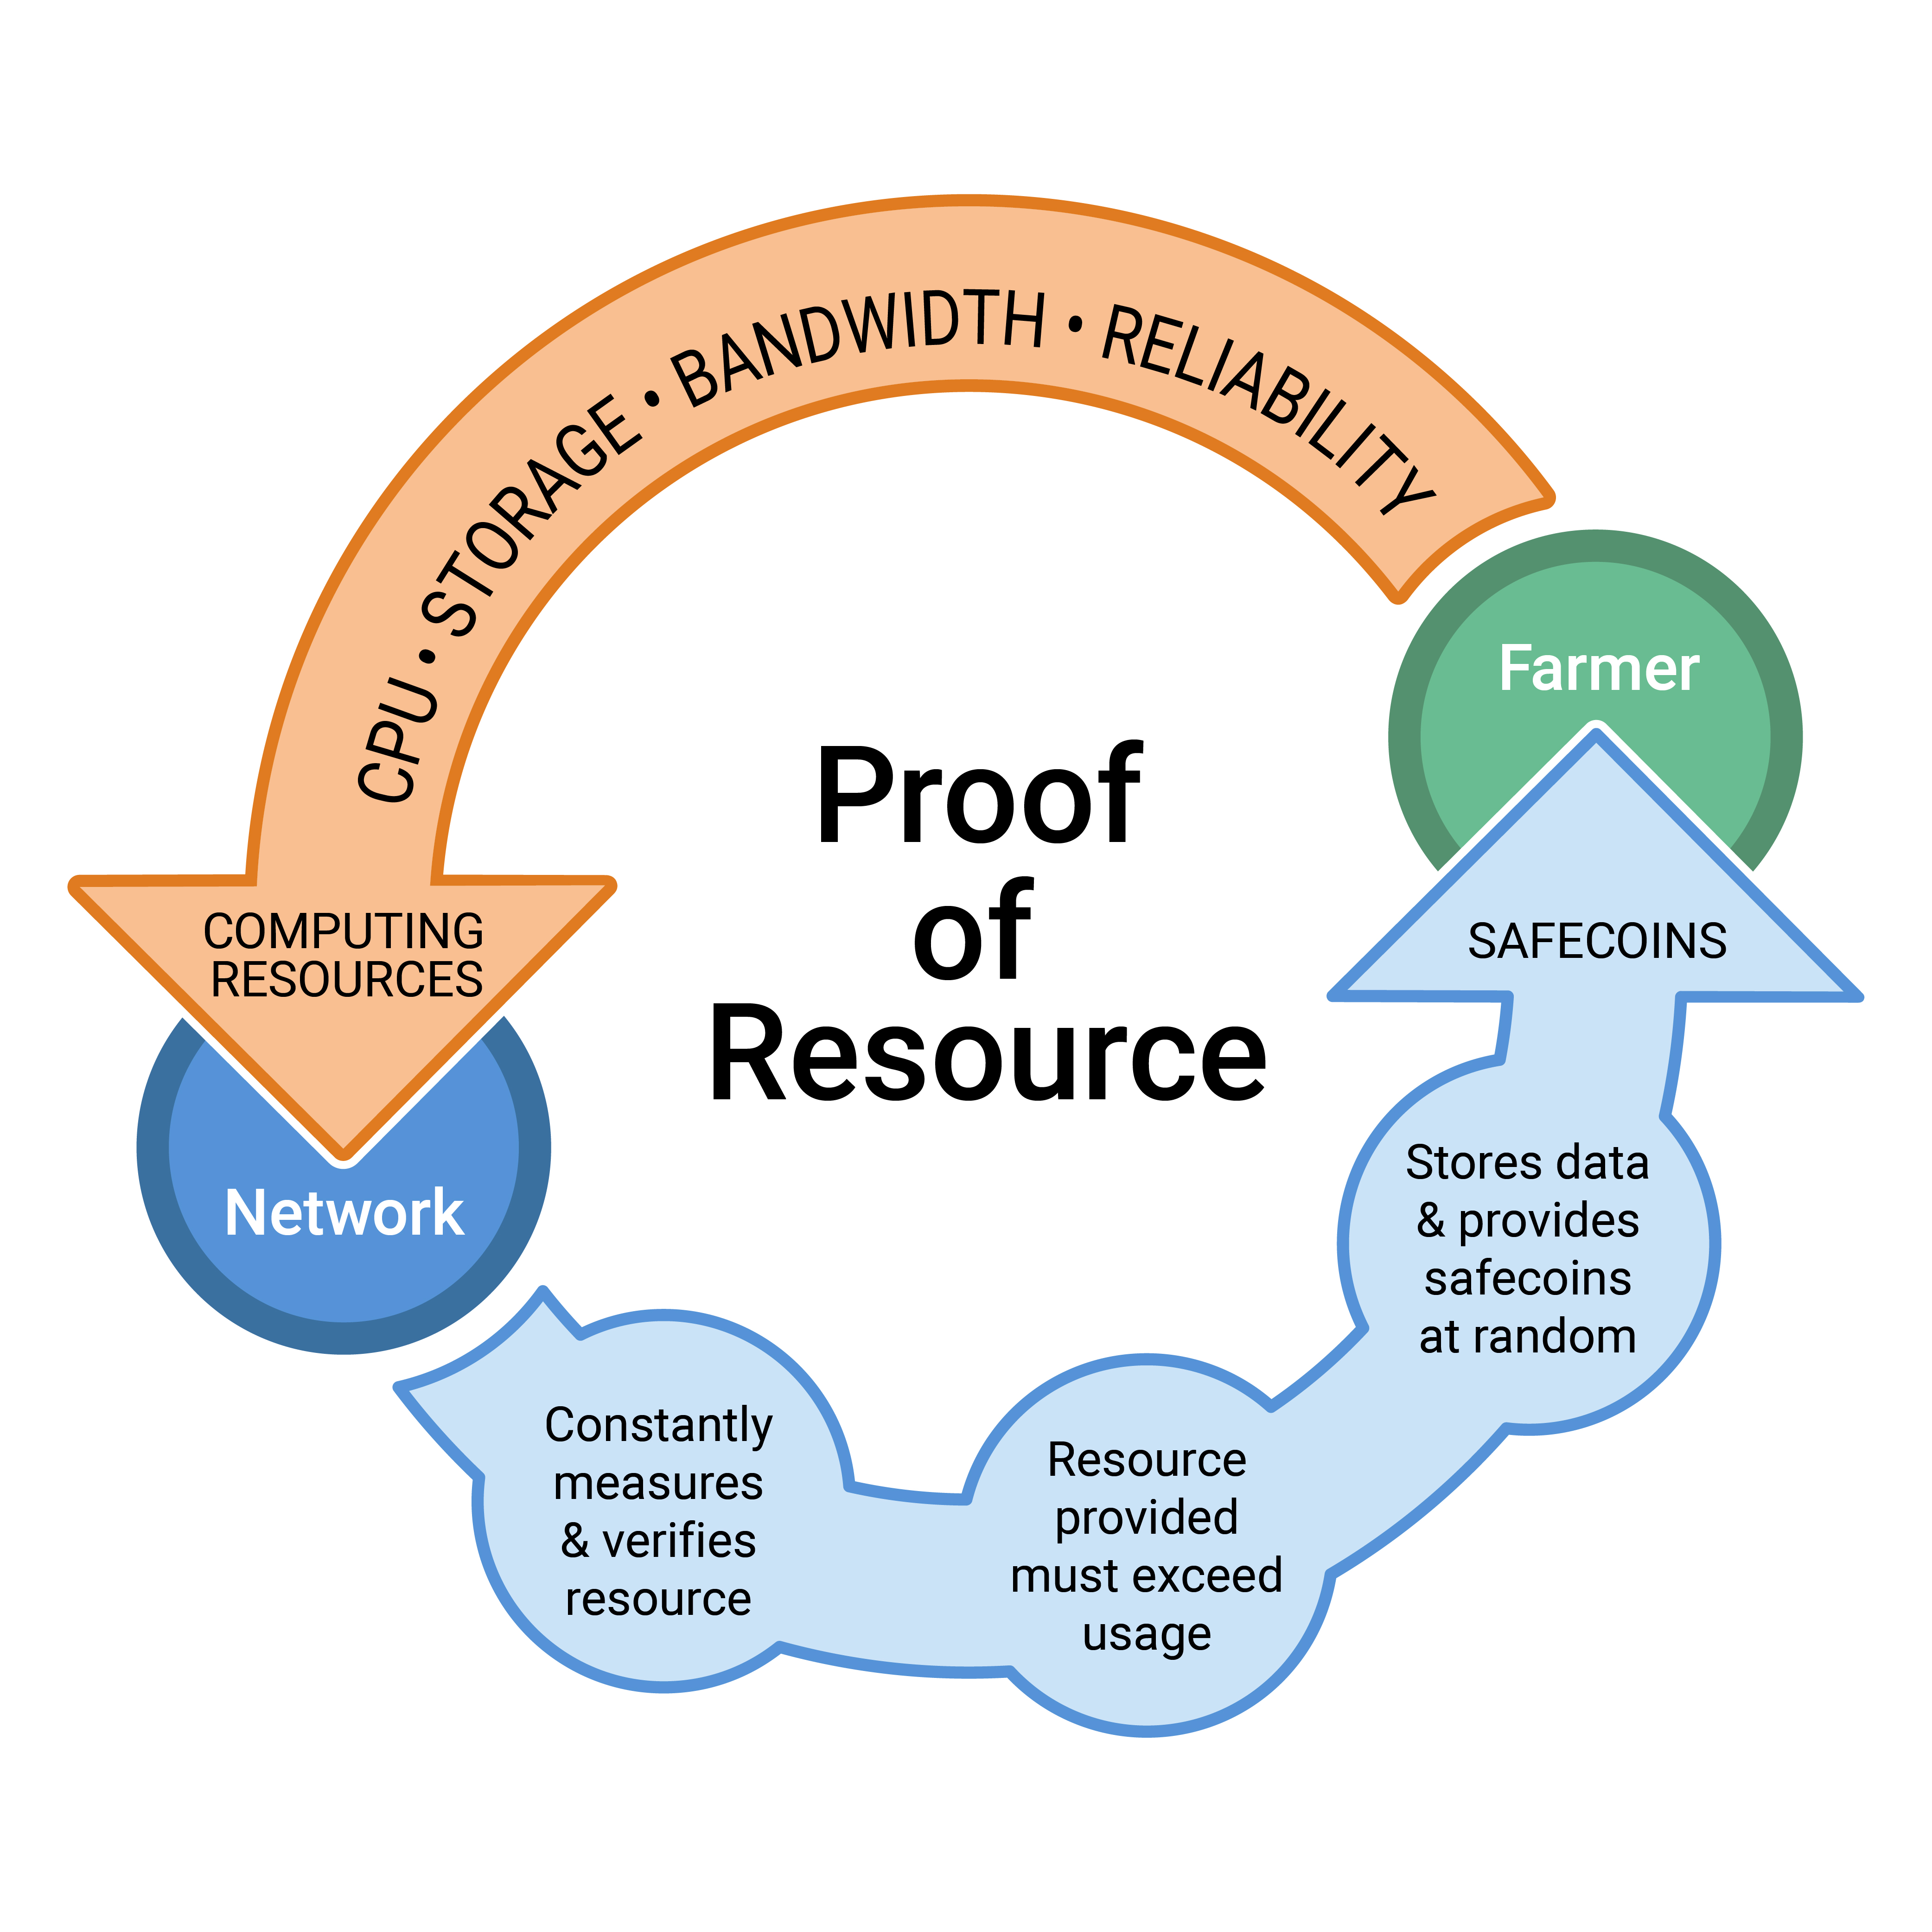 CPU • STORAGE • BANDWIDTH • RELIABILITY
Farmer
Proof
of
Resource
COMPUTING
RESOURCES
SAFECOINS
Network
Stores data
& provides
safecoins
at random
Constantly
measures
& verifies
resource
Resource
provided
must exceed
usage